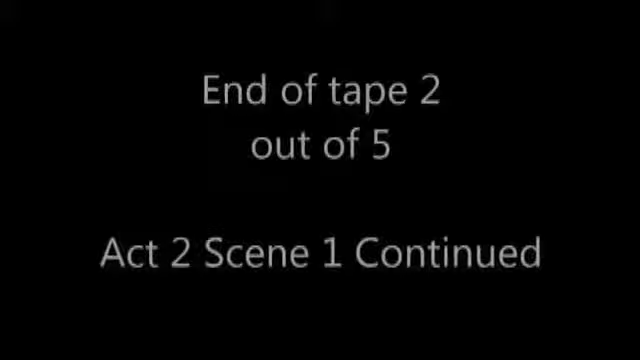 End of tape 2
out of 5
Act 2 Scene 1 Continued